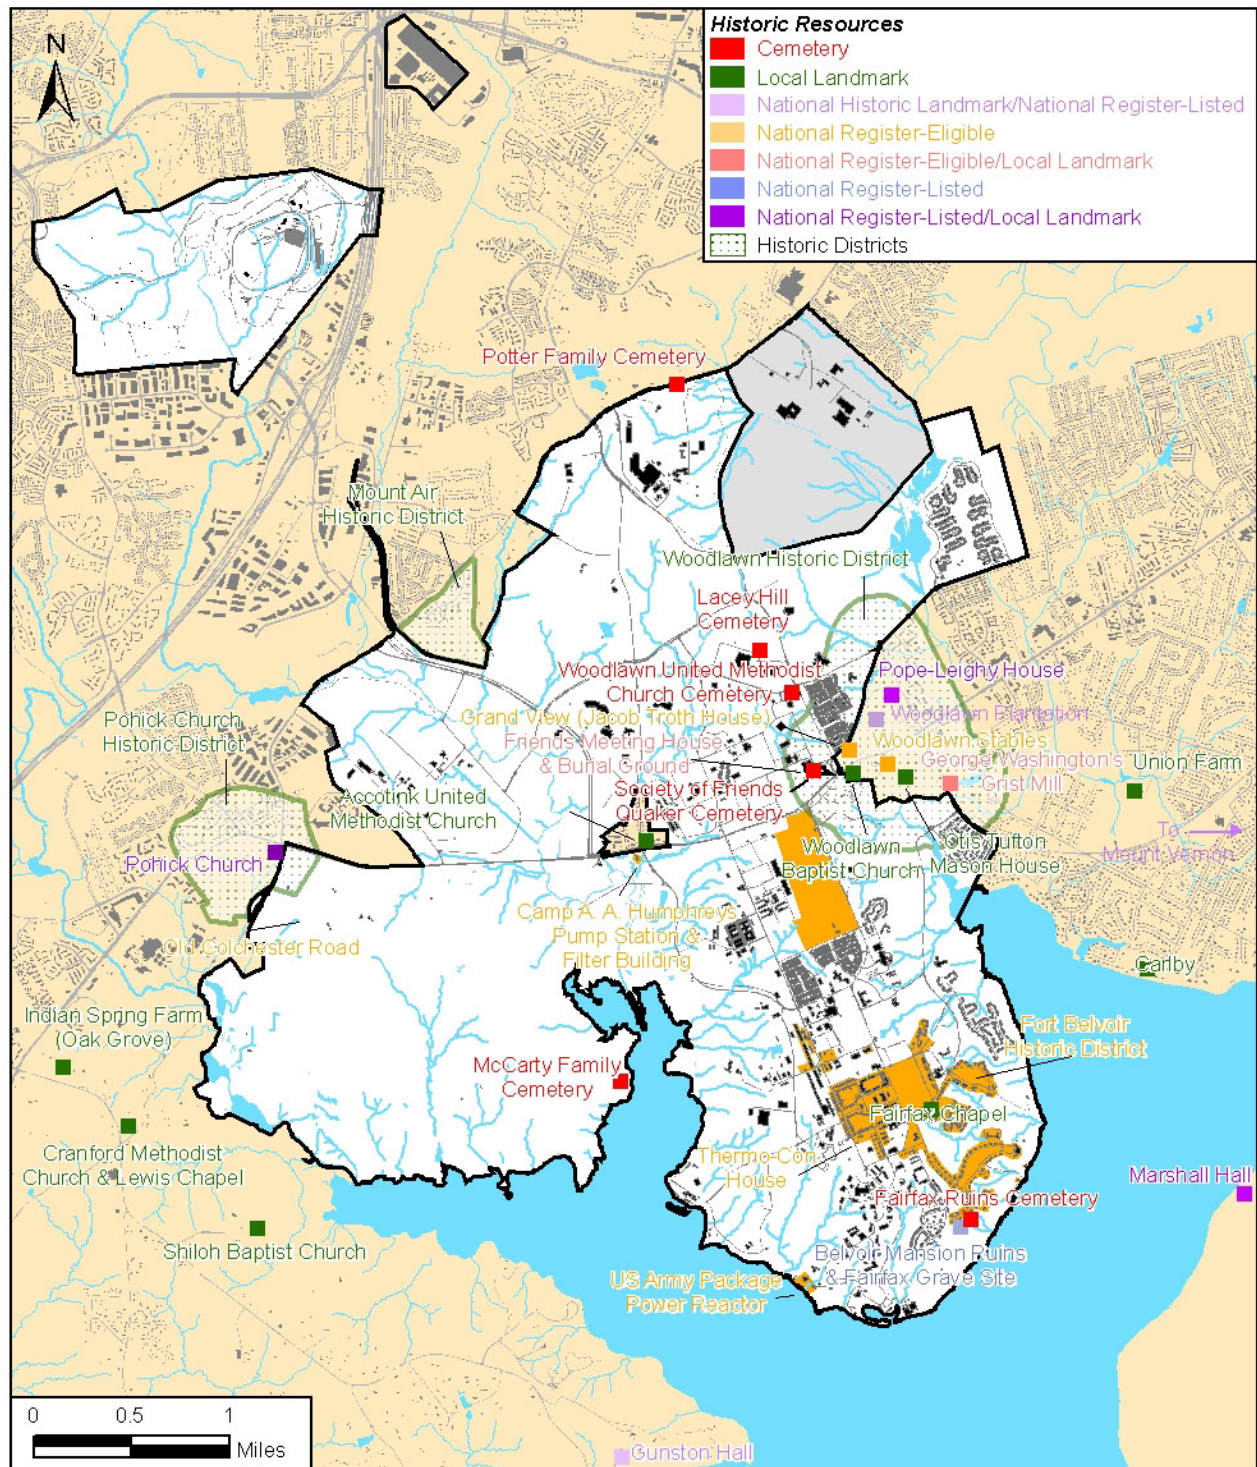 N
Historic Resources
Cemetery
Local Landmark
National Historic Landmark/National Register-Listed
National Register-Eligible
National Register-Eligible/Local Landmark
National Register-Listed
National Register-Listed/Local Landmark
Historic Districts
Potter Family Cemetery
Mount Air
Historic District
Woodlawn Historic District
Lacey Hill
Cemetery
Woodlawn United Methodist
Church Cemetery
Pope-Leighy House
Woodlawn Plantation
Grand View (Jacob Troth House)
Woodlawn Stables
Friends Meeting House
& Burial Ground
George Washington's
Grist Mill
Union Farm
Society of Friends
Quaker Cemetery
Pohick Church
Historic District
Accotink United
Methodist Church
To
Mount Vernon
Pohick Church
Woodlawn
Baptist Church
Otis Tufton
Mason House
Camp A. A. Humphreys
Pump Station &
Filter Building
Old Colchester Road
Carlby
Indian Spring Farm
(Oak Grove)
Fort Belvoir
Historic District
McCarty Family
Cemetery
Fairfax Chapel
Cranford Methodist
Church & Lewis Chapel
Thermo-Con
House
Marshall Hall
Fairfax Ruins Cemetery
Shiloh Baptist Church
Belvoir Mansion Ruins
& Fairfax Grave Site
US Army Package
Power Reactor
0 0.5 1
Miles
Gunston Hall